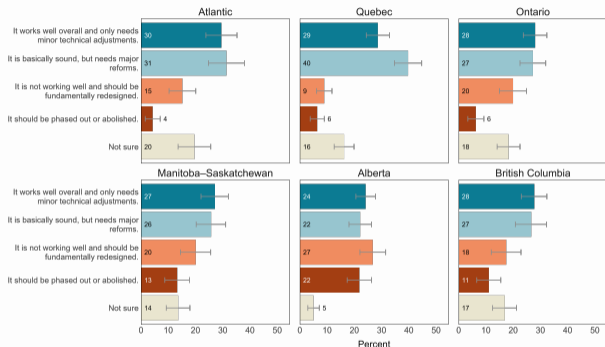 Atlantic Quebec Ontario
It works well overall and only needs
minor technical adjustments.
30 29 28
It is basically sound, but needs major
reforms.
31 40 27
It is not working well and should be
fundamentally redesigned.
15 9 20
It should be phased out or abolished.
4 6 6
Not sure
20 16 18
Manitoba–Saskatchewan Alberta British Columbia
It works well overall and only needs
minor technical adjustments.
27 24 28
It is basically sound, but needs major
reforms.
26 22 27
It is not working well and should be
fundamentally redesigned.
20 27 18
It should be phased out or abolished.
13 22 11
Not sure
14 5 17
0 10 20 30 40 50 0 10 20 30 40 50 0 10 20 30 40 50
Percent